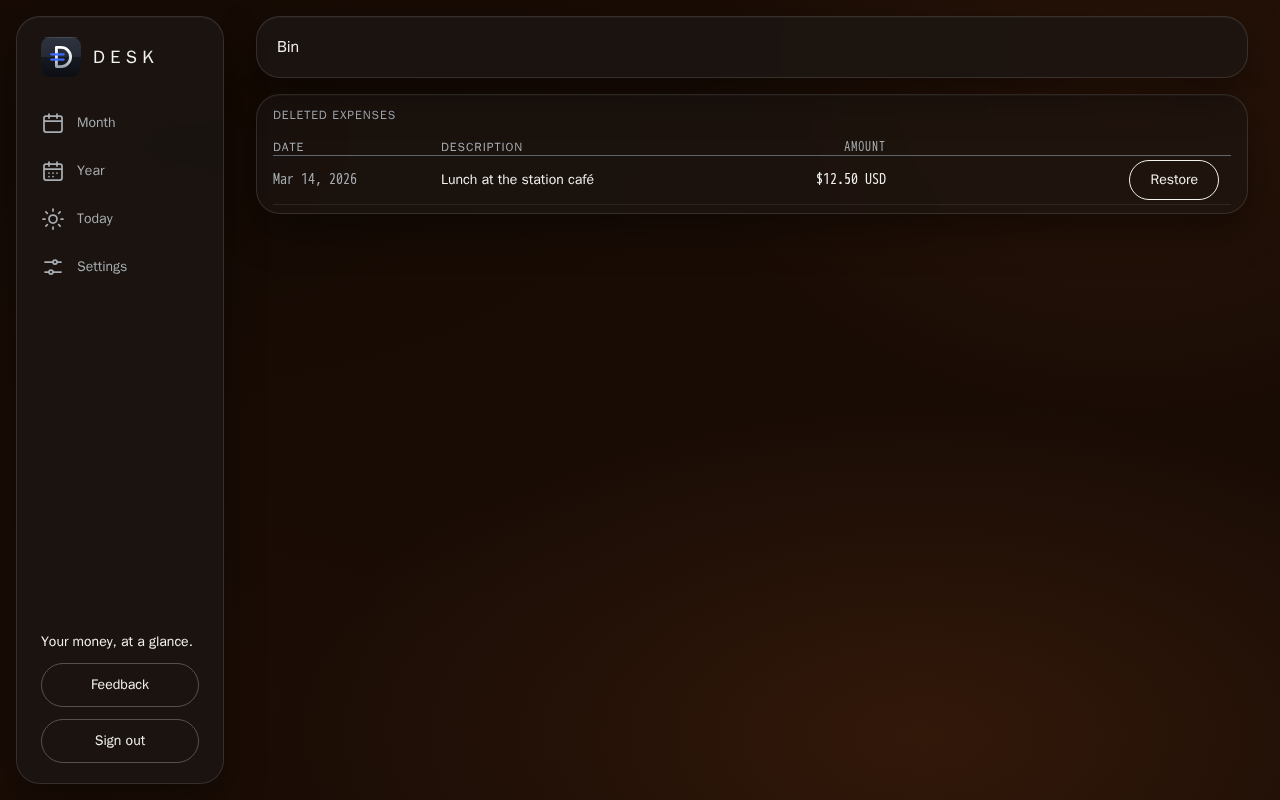 DESK
Month
Year
Today
Settings
Your money, at a glance.
Feedback
Sign out
Bin
DELETED EXPENSES
DATE DESCRIPTION AMOUNT
Mar 14, 2026 Lunch at the station café $12.50 USD Restore